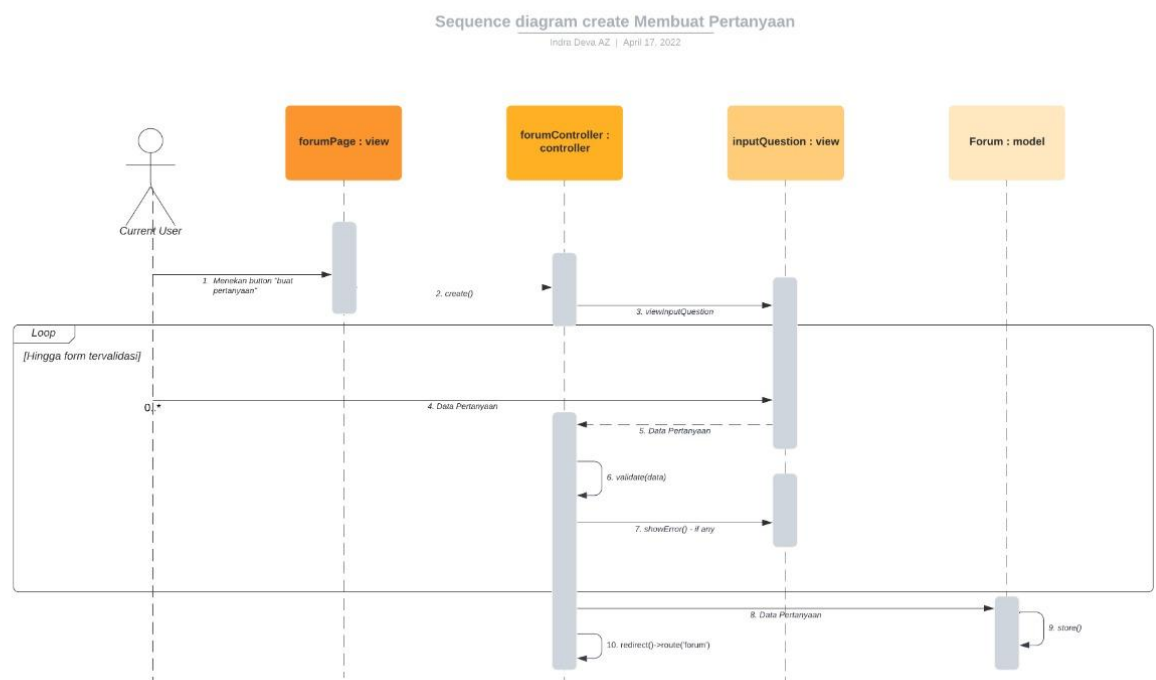 Sequence diagram create Membuat Pertanyaan
Indra Deva AZ | April 17, 2022
forumPage : view
forumController :
controller
inputQuestion : view
Forum : model
Current User
1. Menekan button "buat
pertanyaan"
2. create()
3. viewInputQuestion
Loop
[Hingga form tervalidasi]
0..*
4. Data Pertanyaan
5. Data Pertanyaan
6. validate(data)
7. showError() - if any
8. Data Pertanyaan
9. store()
10. redirect()->route('forum')